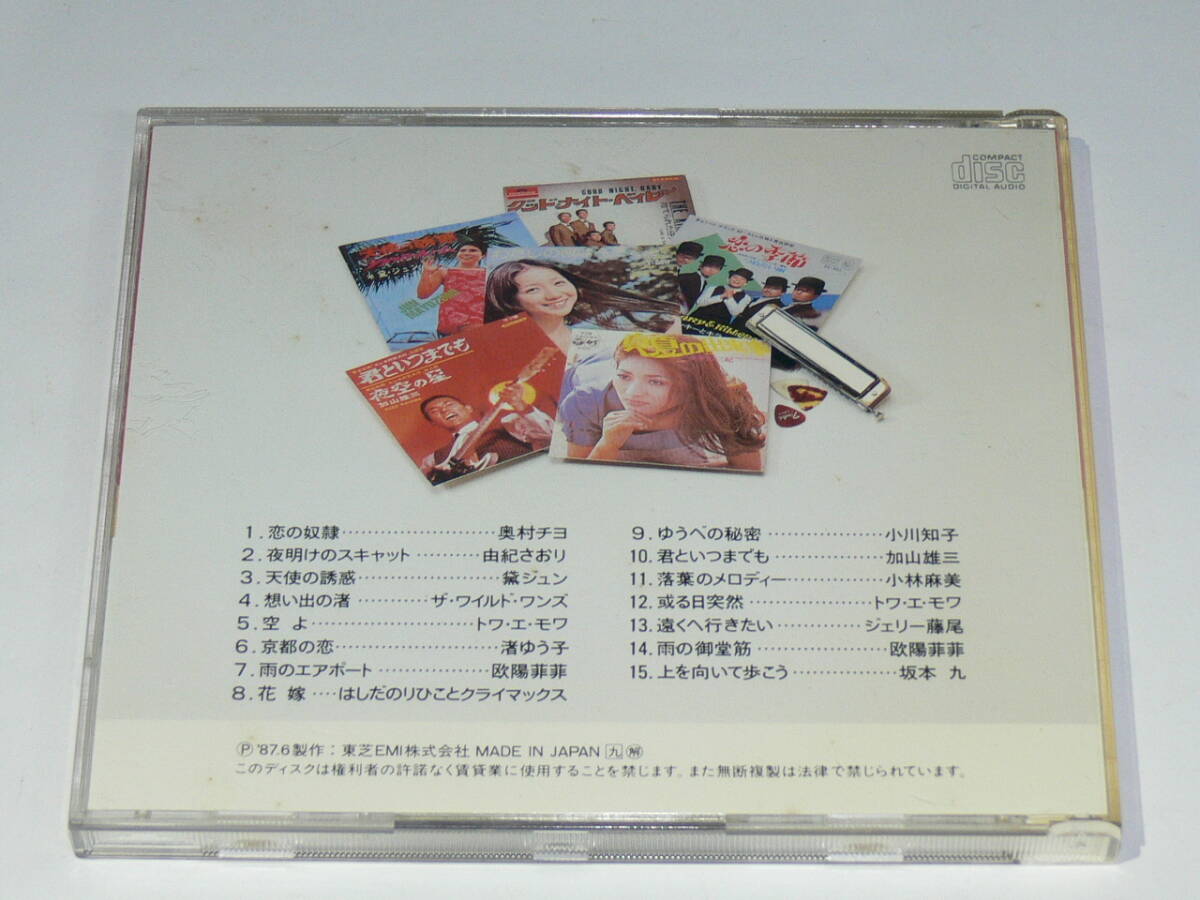 COMPACT
disc
DIGITAL AUDIO
GOOD NIGHT, BABY
グッドナイト・ベイビー
恋の季節
君といつまでも
夜空の星
加山雄三
1. 恋の奴隷……………………奥村チヨ
2. 夜明けのスキャット………由紀さおり
3. 天使の誘惑…………………黛ジュン
4. 想い出の渚…………ザ・ワイルド・ワンズ
5. 空 よ……………………トワ・エ・モワ
6. 京都の恋……………………渚ゆう子
7. 雨のエアポート……………欧陽菲菲
8. 花 嫁……はしだのりひことクライマックス
9. ゆうべの秘密………………小川知子
10. 君といつまでも……………加山雄三
11. 落葉のメロディー…………小林麻美
12. 或る日突然………………トワ・エ・モワ
13. 遠くへ行きたい…………ジェリー藤尾
14. 雨の御堂筋…………………欧陽菲菲
15. 上を向いて歩こう…………坂本 九
Ⓟ '87.6製作：東芝EMI株式会社 MADE IN JAPAN 九 解
このディスクは権利者の許諾なく賃貸業に使用することを禁じます。また無断複製は法律で禁じられています。